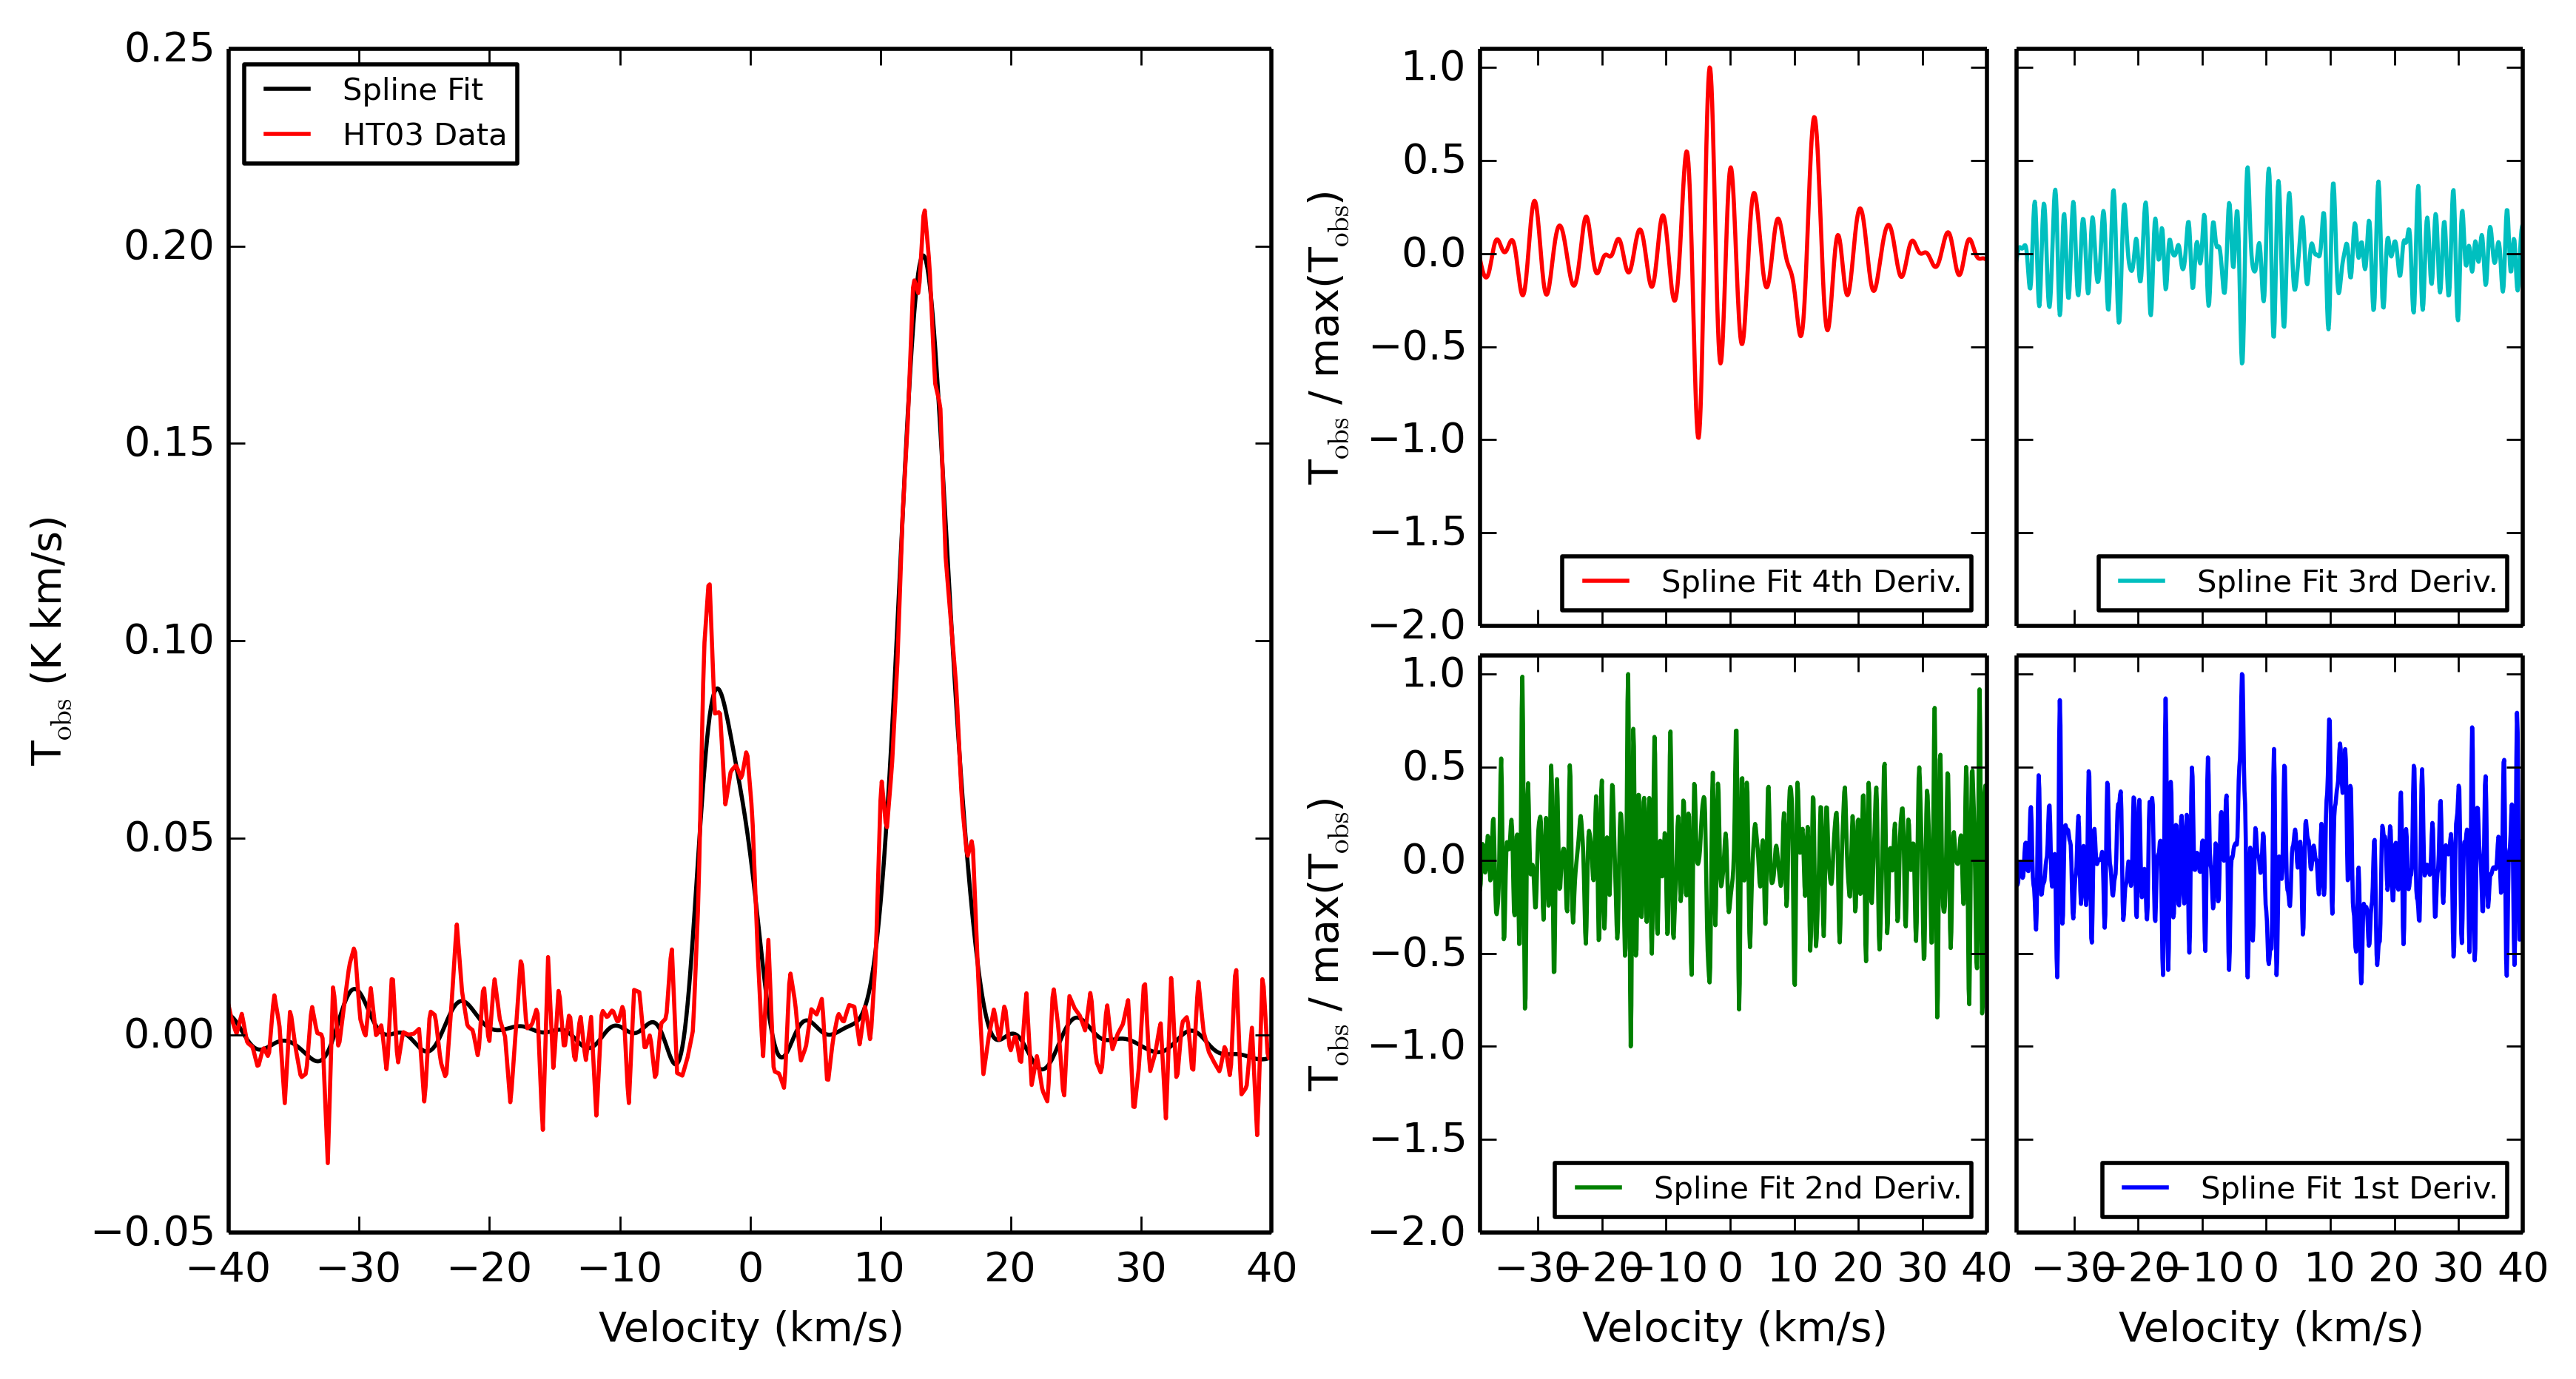 0.25
0.20
0.15
0.10
0.05
0.00
−0.05
T_obs (K km/s)
Spline Fit
HT03 Data
−40 −30 −20 −10 0 10 20 30 40
Velocity (km/s)
1.0
0.5
0.0
−0.5
−1.0
−1.5
−2.0
T_obs / max(T_obs)
Spline Fit 4th Deriv.
Spline Fit 3rd Deriv.
1.0
0.5
0.0
−0.5
−1.0
−1.5
−2.0
T_obs / max(T_obs)
Spline Fit 2nd Deriv.
−30 −20 −10 0 10 20 30 40
Velocity (km/s)
Spline Fit 1st Deriv.
−30 −20 −10 0 10 20 30 40
Velocity (km/s)